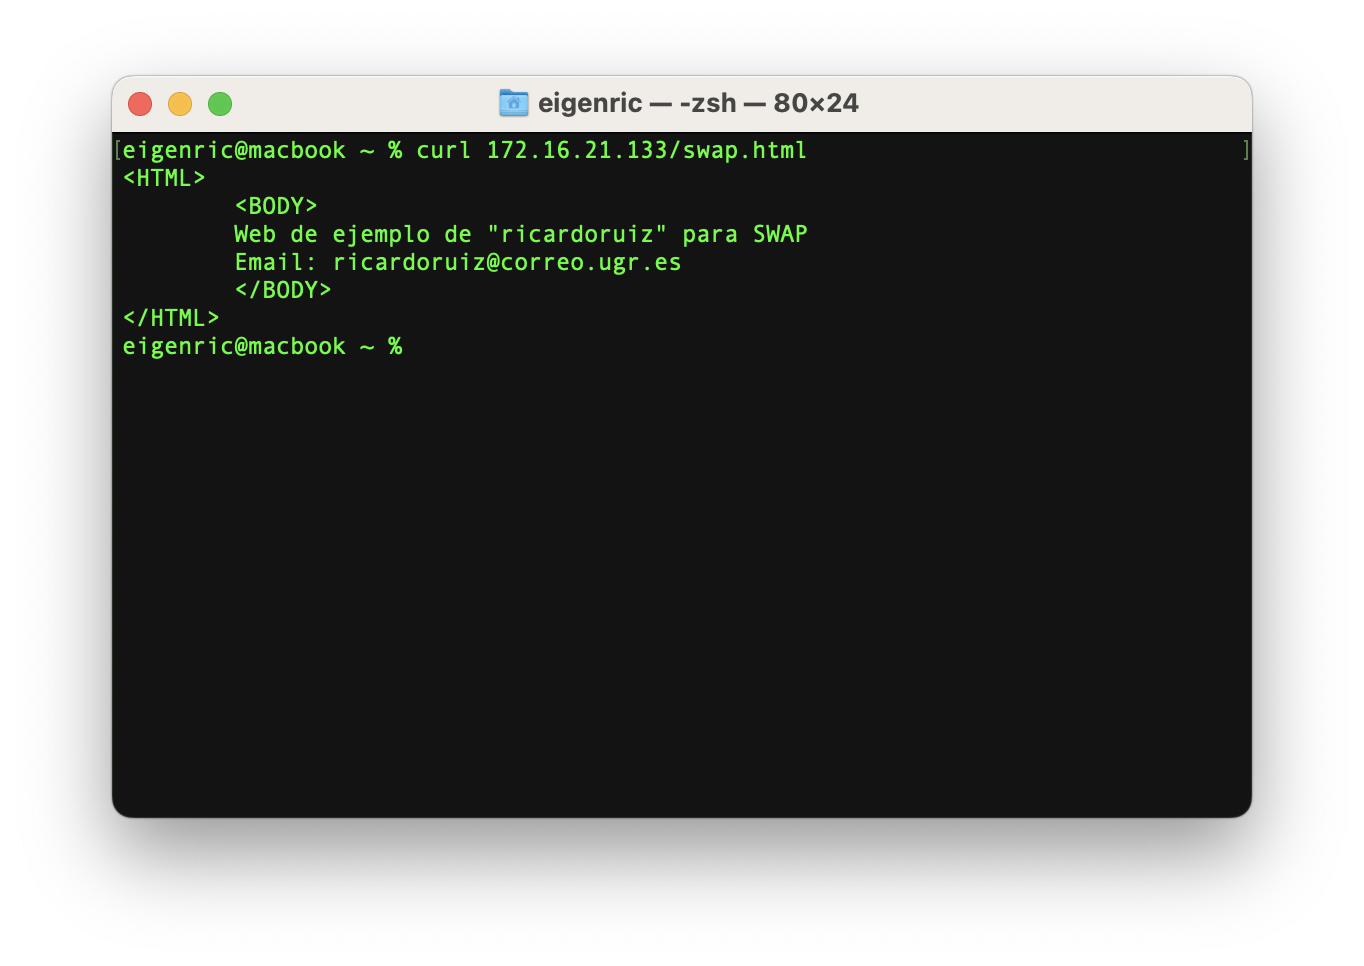 eigenric — -zsh — 80×24
[eigenric@macbook ~ % curl 172.16.21.133/swap.html ]
<HTML>
        <BODY>
        Web de ejemplo de "ricardoruiz" para SWAP
        Email: ricardoruiz@correo.ugr.es
        </BODY>
</HTML>
eigenric@macbook ~ %